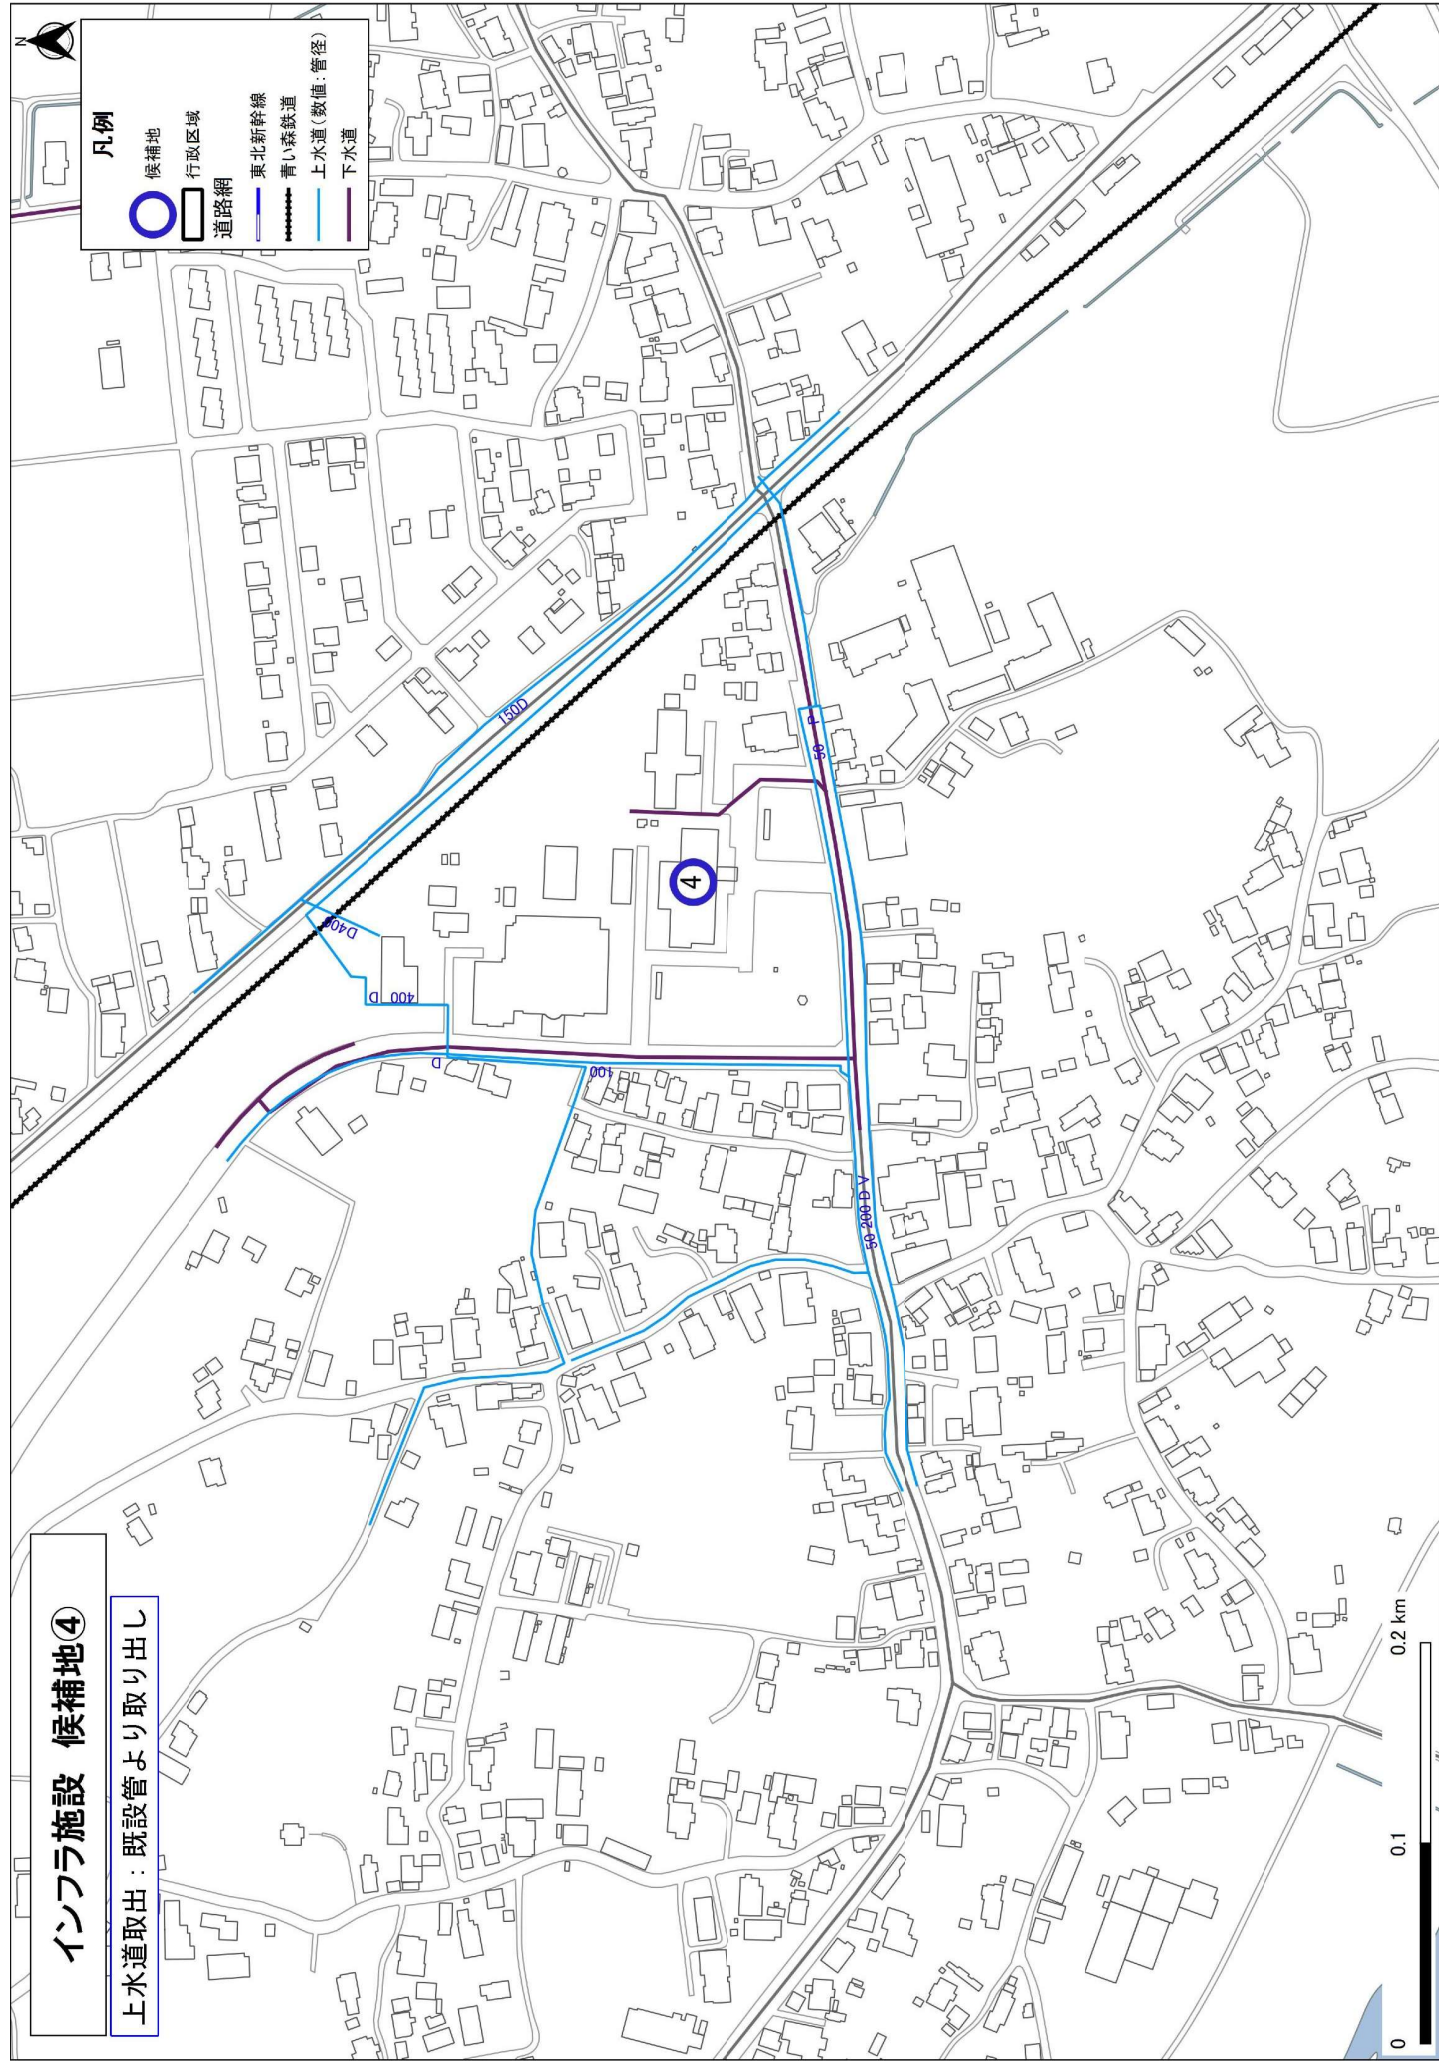 インフラ施設 候補地④
上水道取出：既設管より取り出し
N
凡例
候補地
行政区域
道路網
東北新幹線
青い森鉄道
上水道（数値：管径）
下水道
150D
D400
400 D
D
100
4
50 P
50 200 D V
0 0.1 0.2 km